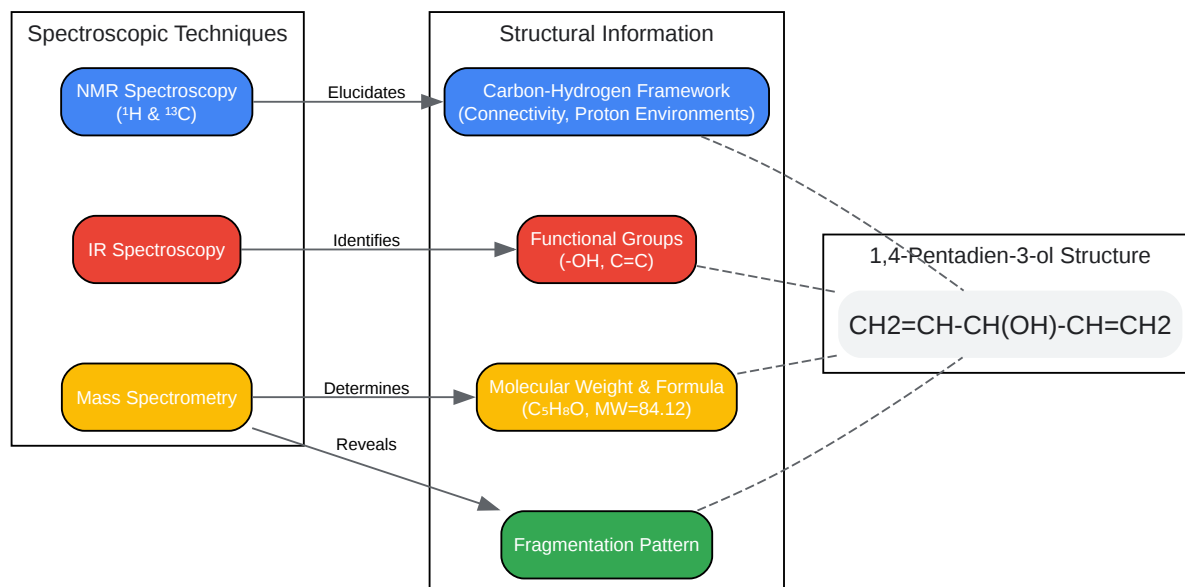 Spectroscopic Techniques
Structural Information
NMR Spectroscopy
(¹H & ¹³C)
Elucidates
Carbon-Hydrogen Framework
(Connectivity, Proton Environments)
IR Spectroscopy
Identifies
Functional Groups
(-OH, C=C)
1,4-Pentadien-3-ol Structure
CH2=CH-CH(OH)-CH=CH2
Mass Spectrometry
Determines
Molecular Weight & Formula
(C₅H₈O, MW=84.12)
Reveals
Fragmentation Pattern